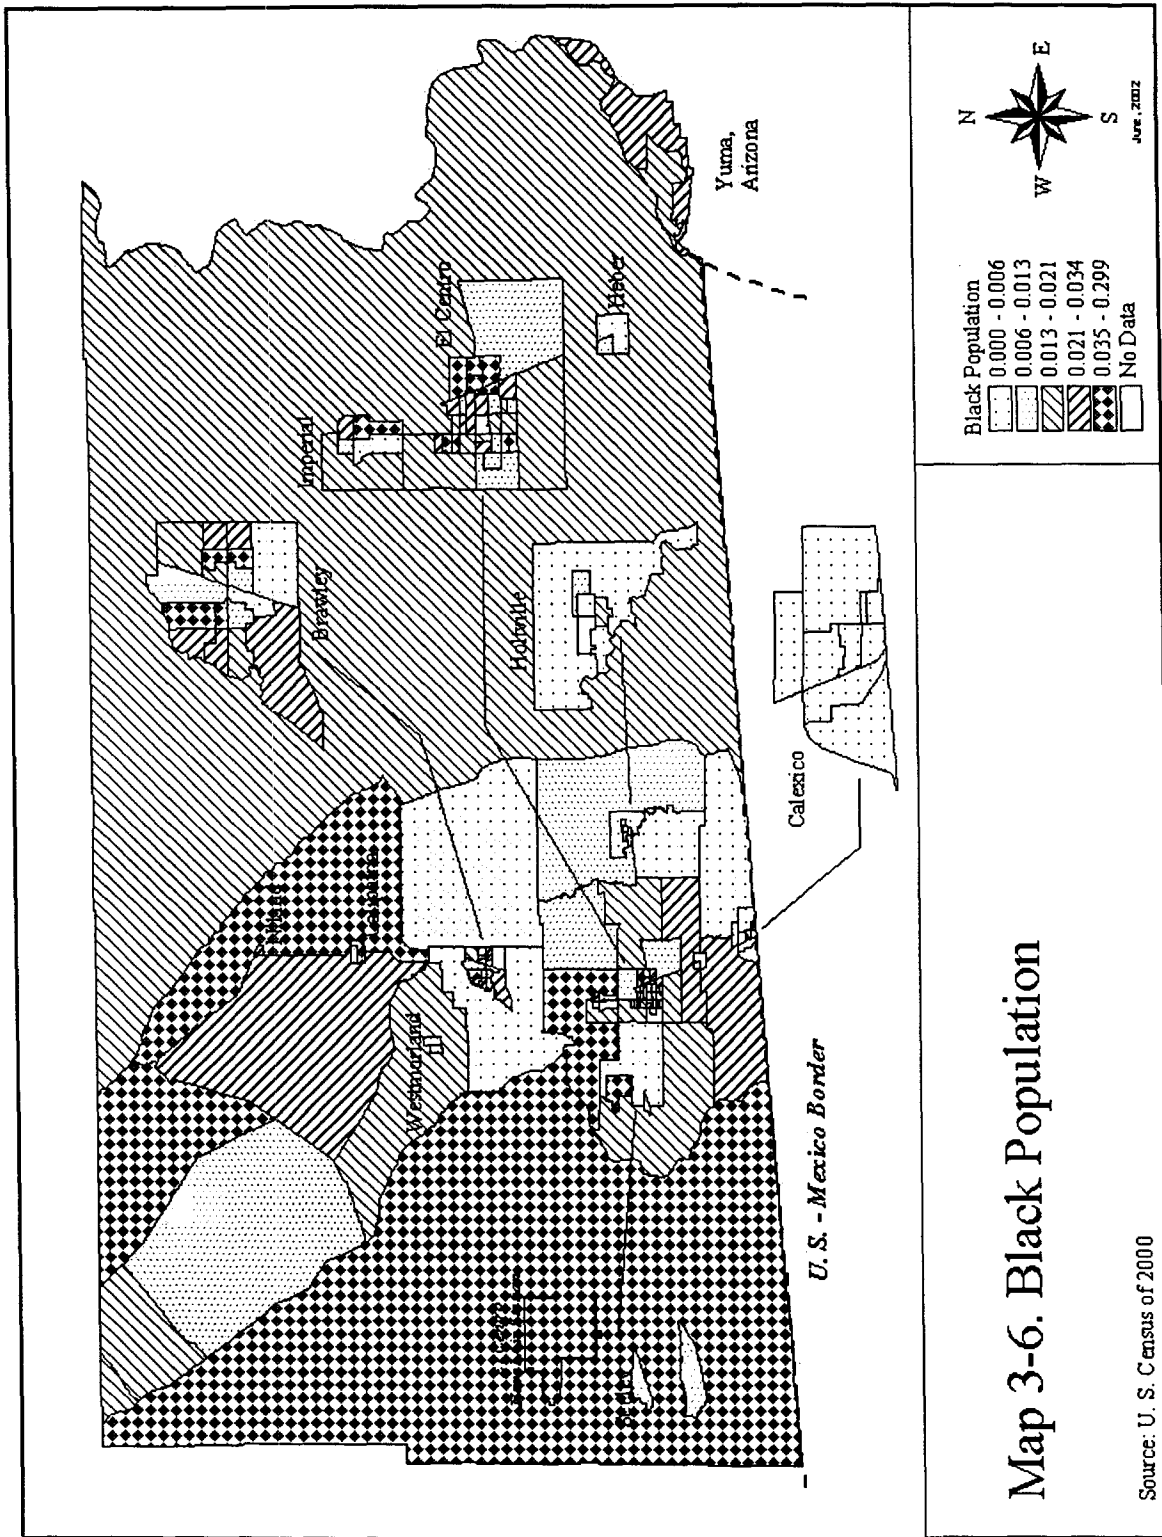 Yuma,
Arizona
El Centro
Heber
Imperial
Brawley
Holtville
Calexico
Niland
Westmorland
Seeley
U. S. - Mexico Border
Map 3-6. Black Population
Source: U. S. Census of 2000
Black Population
0.000 - 0.006
0.006 - 0.013
0.013 - 0.021
0.021 - 0.034
0.035 - 0.299
No Data
N
W
E
S
June, 2002